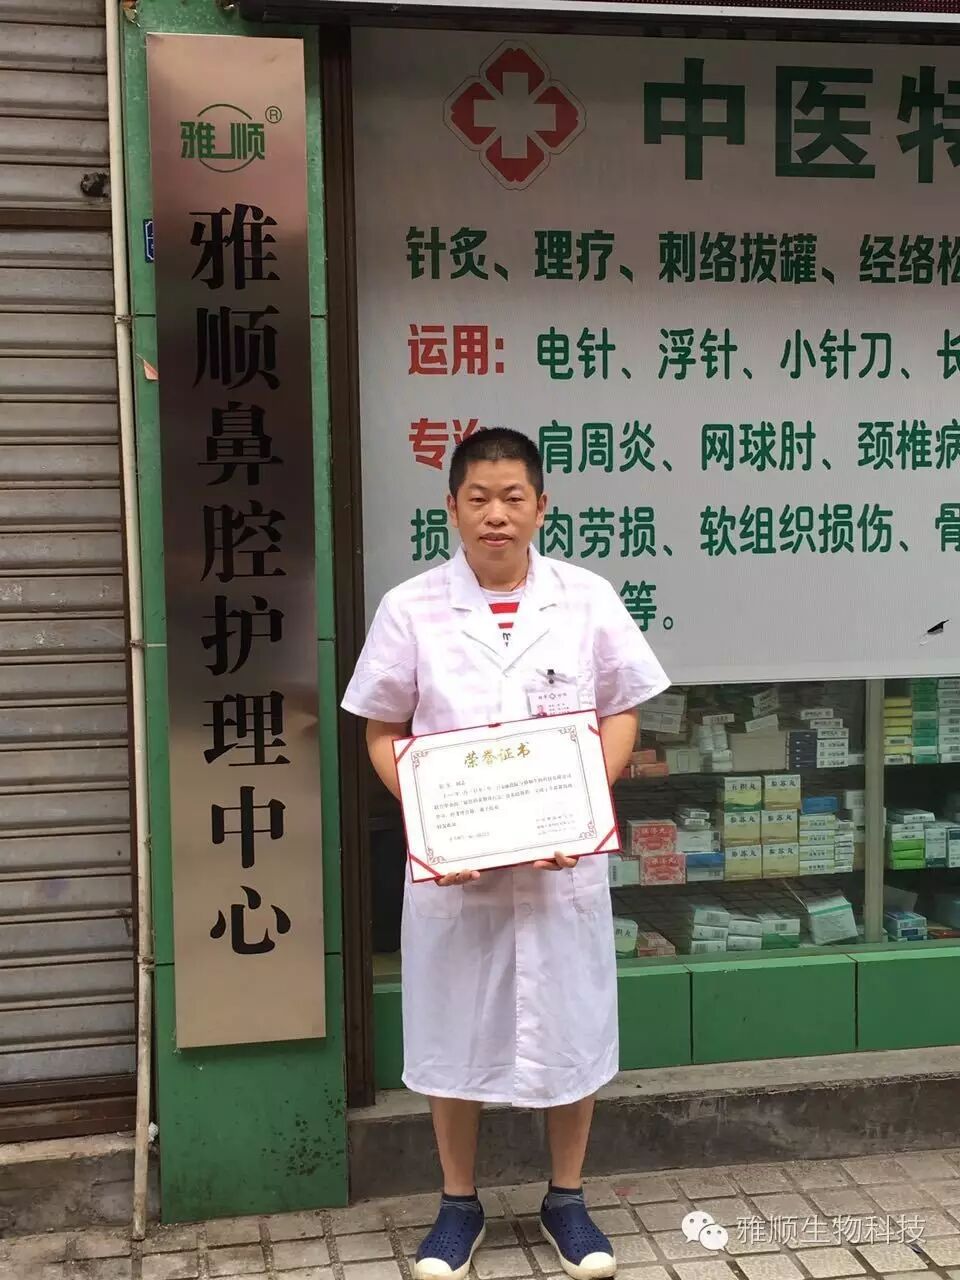 雅顺®
雅顺鼻腔护理中心
中医特
针灸、理疗、刺络拔罐、经络松
运用：电针、浮针、小针刀、长
专治 肩周炎、网球肘、颈椎病
损 肉劳损、软组织损伤、骨
等。
荣誉证书
雅顺生物科技